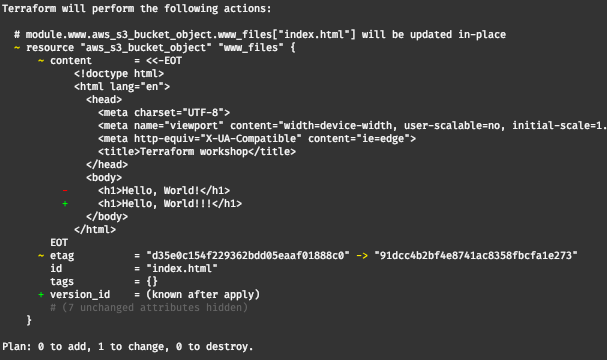 Terraform will perform the following actions:
# module.www.aws_s3_bucket_object.www_files["index.html"] will be updated in-place
~ resource "aws_s3_bucket_object" "www_files" {
~ content = <<-EOT
<!doctype html>
<html lang="en">
<head>
<meta charset="UTF-8">
<meta name="viewport" content="width=device-width, user-scalable=no, initial-scale=1.
<meta http-equiv="X-UA-Compatible" content="ie=edge">
<title>Terraform workshop</title>
</head>
<body>
- <h1>Hello, World!</h1>
+ <h1>Hello, World!!!</h1>
</body>
</html>
EOT
~ etag = "d35e0c154f229362bdd05eaaf01888c0" -> "91dcc4b2bf4e8741ac8358fbcfa1e273"
id = "index.html"
tags = {}
+ version_id = (known after apply)
# (7 unchanged attributes hidden)
}
Plan: 0 to add, 1 to change, 0 to destroy.